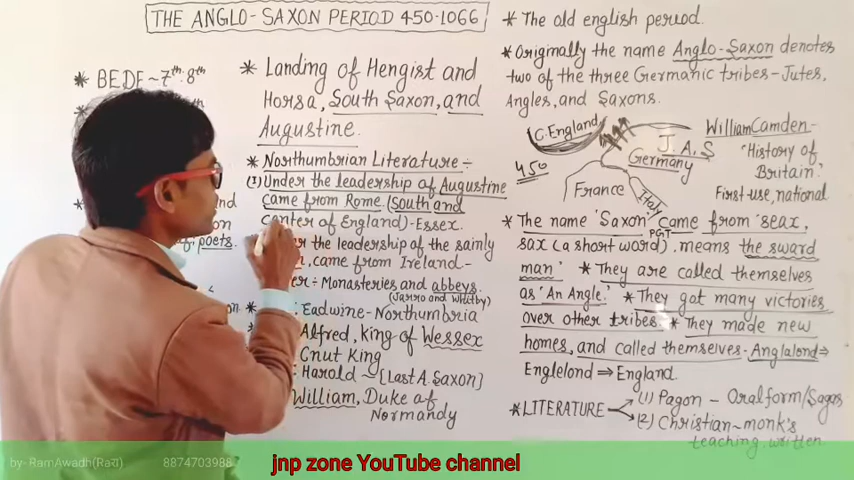 THE ANGLO-SAXON PERIOD 450-1066
* BEDE ~ 7th: 8th
of poets.
* Landing of Hengist and
Horsa, South Saxon, and
Augustine.
* Northumbrian Literature ÷
(I) Under the leadership of Augustine
came from Rome. (South and
center of England) - Essex.
the leadership of the sainly
, came from Ireland -
÷ Monasteries and abbeys.
(Jarro and Whitby)
: Eadwine - Northumbria
Alfred, King of Wessex
Cnut King
: Harold - [Last A. Saxon]
William, Duke of
Normandy
* The old english period.
* Originally the name Anglo-Saxon denotes
two of the three Germanic tribes - Jutes,
Angles, and Saxons.
C. England
450
J. A, S
Germany
France
Italy
William Camden -
'History of
Britain.'
First use, national
* The name 'Saxon' came from 'seax,
PGT
sax (a short word). means the sward
man' * They are called themselves
as 'An Angle.' * They got many victories
over other tribes. * They made new
homes, and called themselves - Anglalond ⇒
Englelond ⇒ England.
* LITERATURE
(1) Pagon - Oral form/Sagas
(2) Christian ~ monk's
teaching. written
by- RamAwadh(रारा) 8874703988
jnp zone YouTube channel